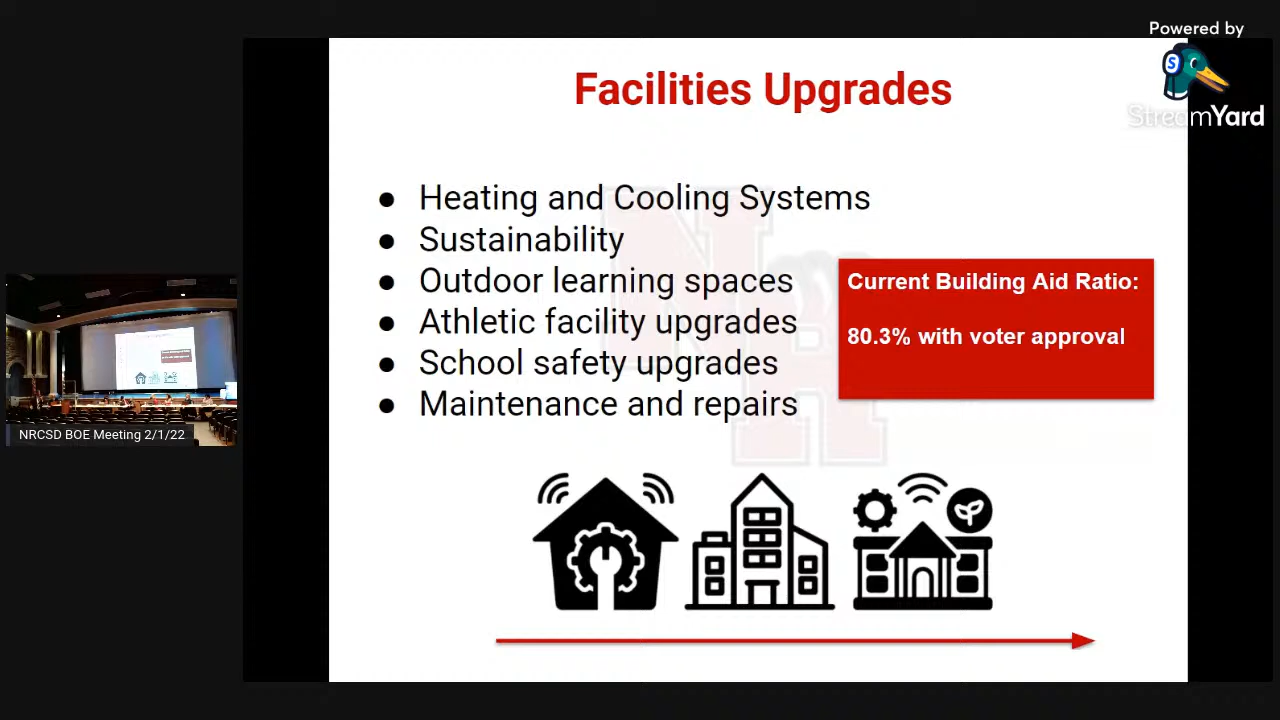 Powered by
StreamYard
Facilities Upgrades
● Heating and Cooling Systems
● Sustainability
● Outdoor learning spaces
● Athletic facility upgrades
● School safety upgrades
● Maintenance and repairs
Current Building Aid Ratio:
80.3% with voter approval
NH
NRCSD BOE Meeting 2/1/22